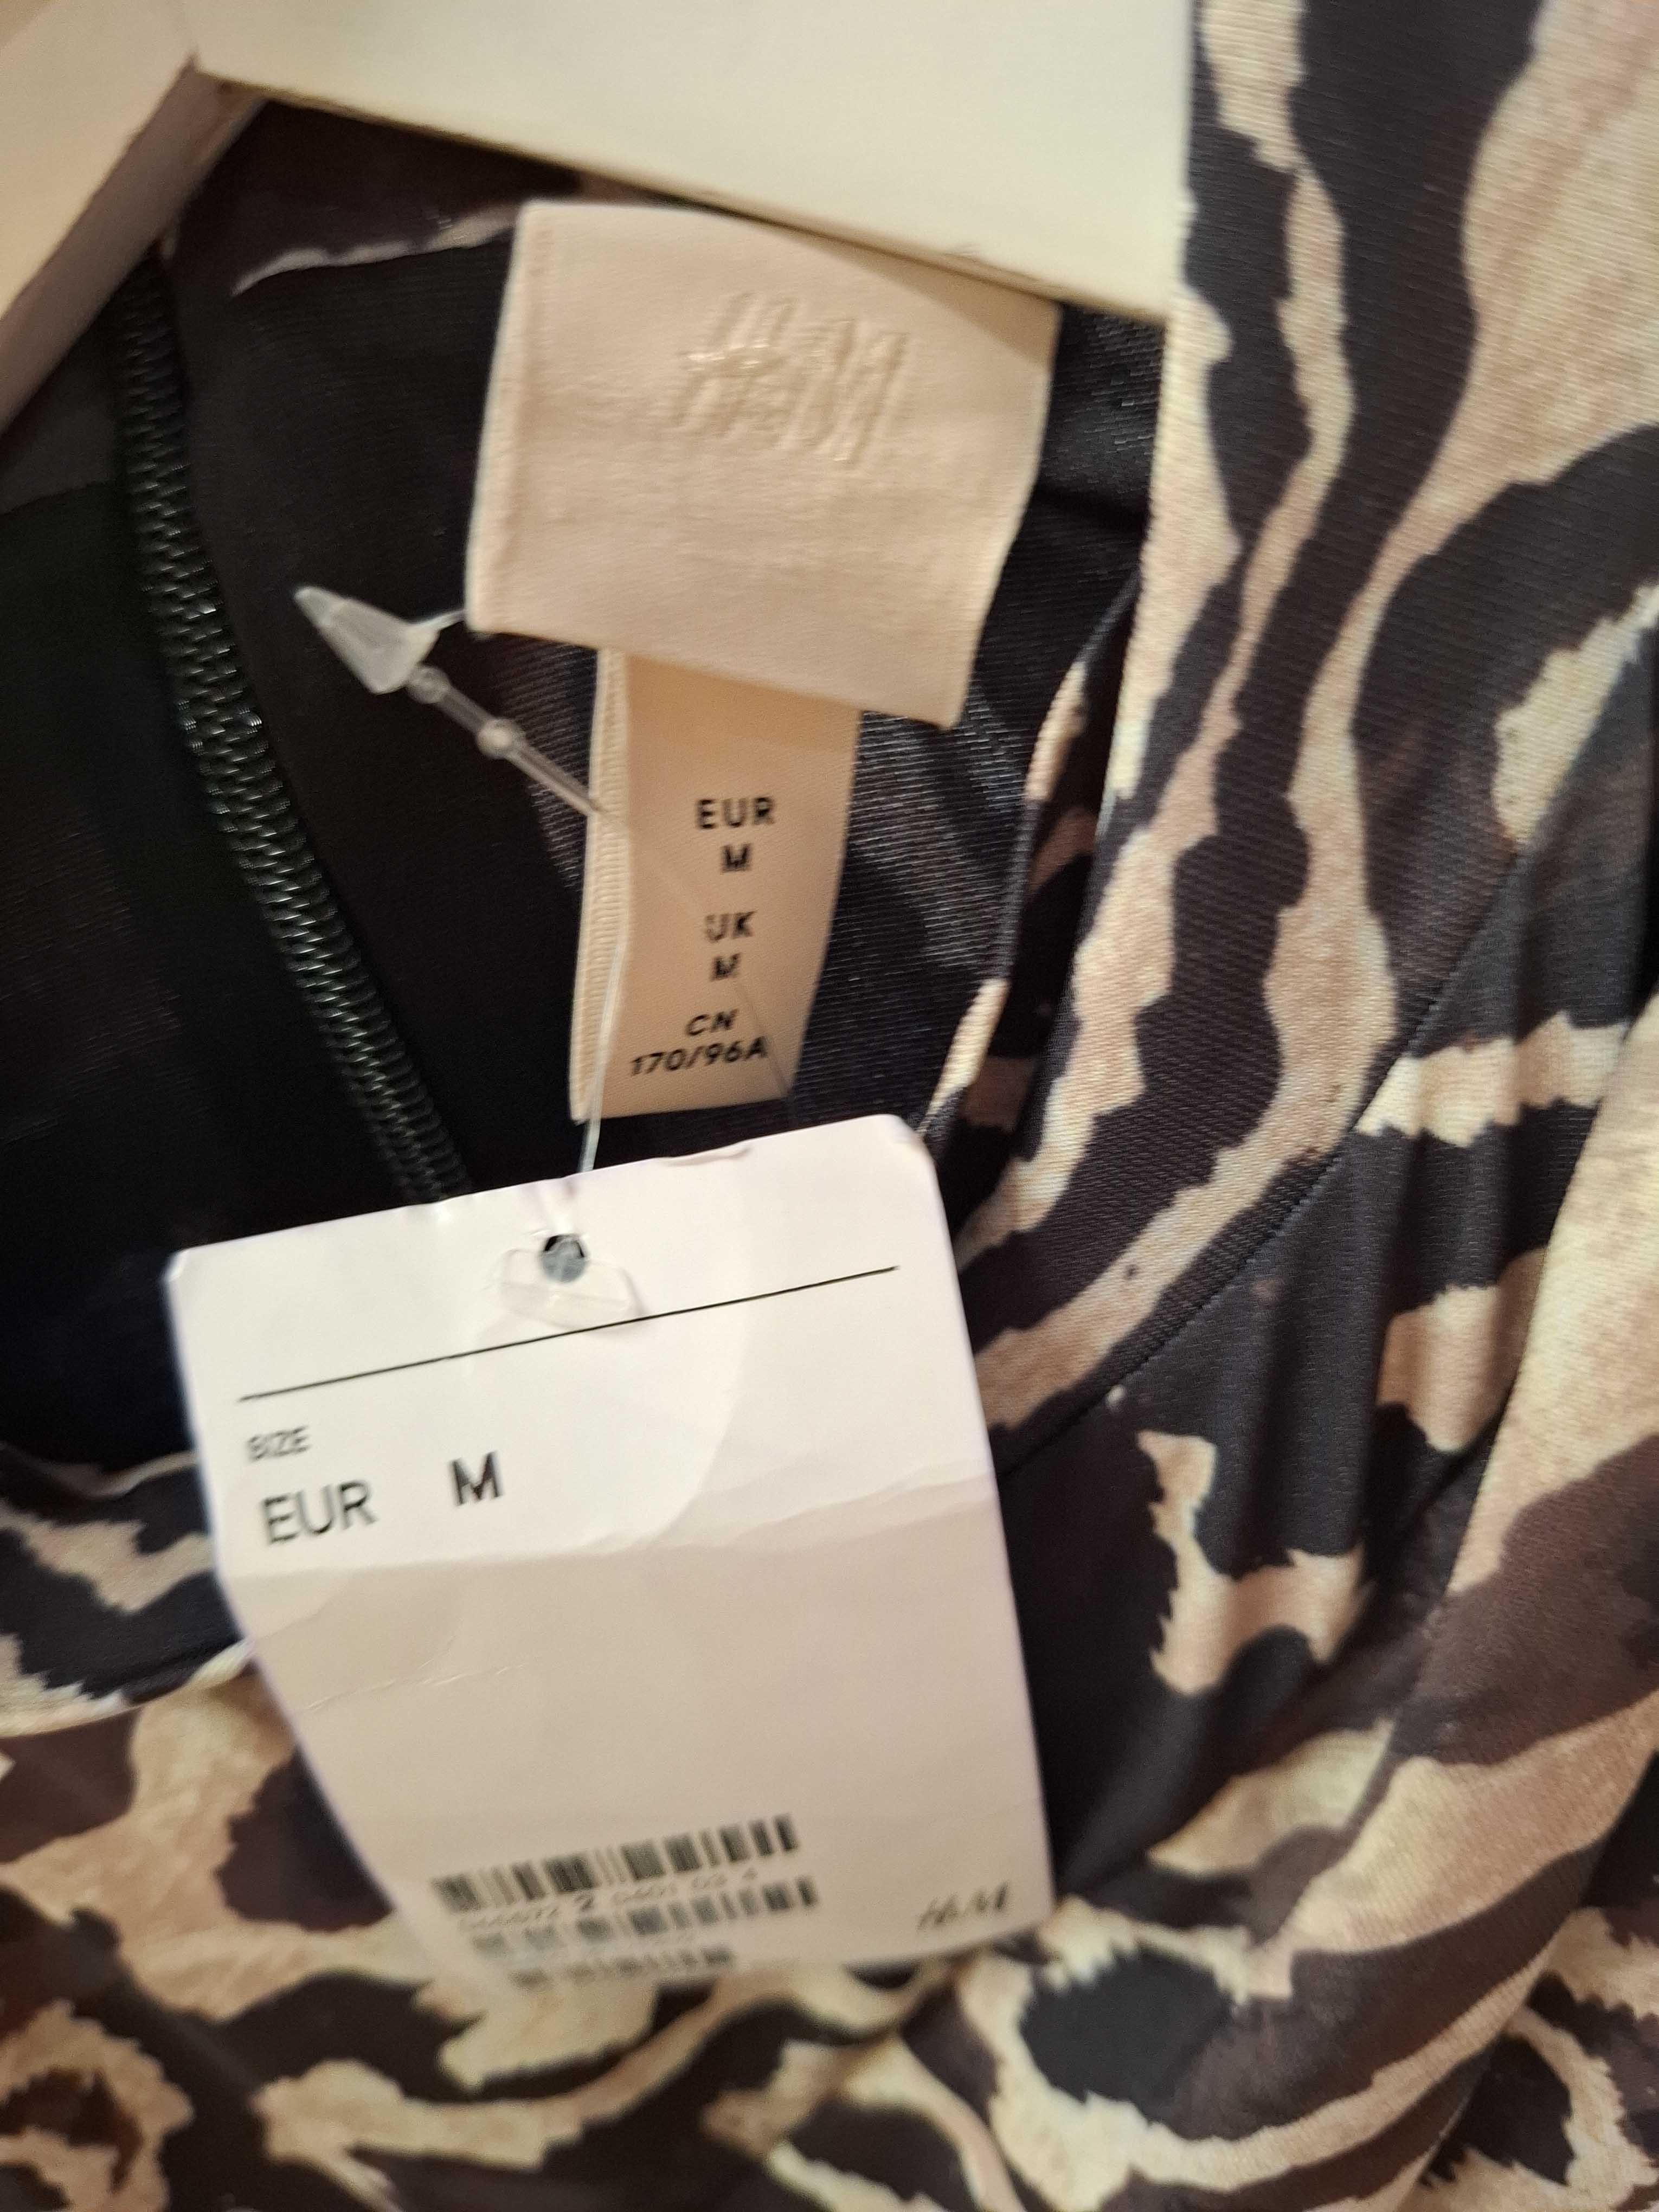 H&M
EUR
M
UK
M
CN
170/96A
SIZE
EUR M
H&M